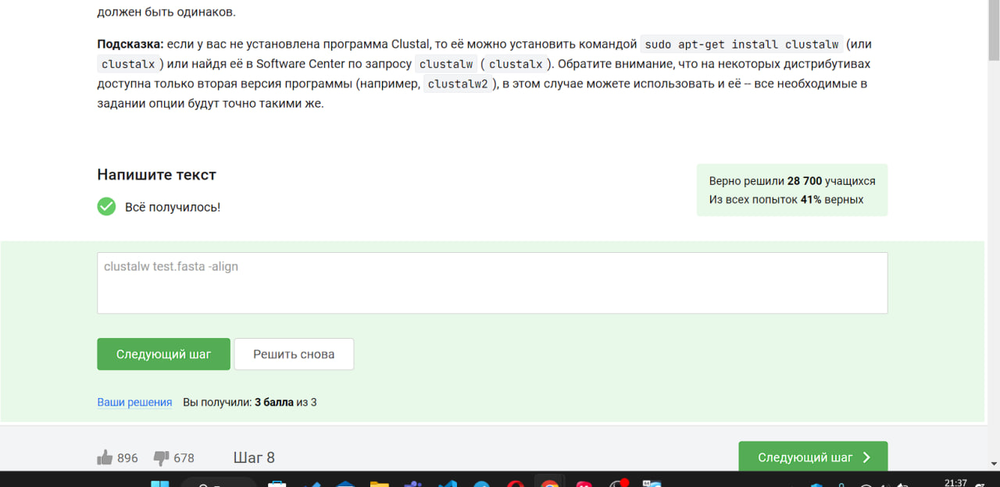 должен быть одинаков.
Подсказка: если у вас не установлена программа Clustal, то её можно установить командой sudo apt-get install clustalw (или
clustalx ) или найдя её в Software Center по запросу clustalw ( clustalx ). Обратите внимание, что на некоторых дистрибутивах
доступна только вторая версия программы (например, clustalw2 ), в этом случае можете использовать и её -- все необходимые в
задании опции будут точно такими же.
Напишите текст
Верно решили 28 700 учащихся
Из всех попыток 41% верных
Всё получилось!
clustalw test.fasta -align
Следующий шаг
Решить снова
Ваши решения Вы получили: 3 балла из 3
896 678 Шаг 8
Следующий шаг
21:37